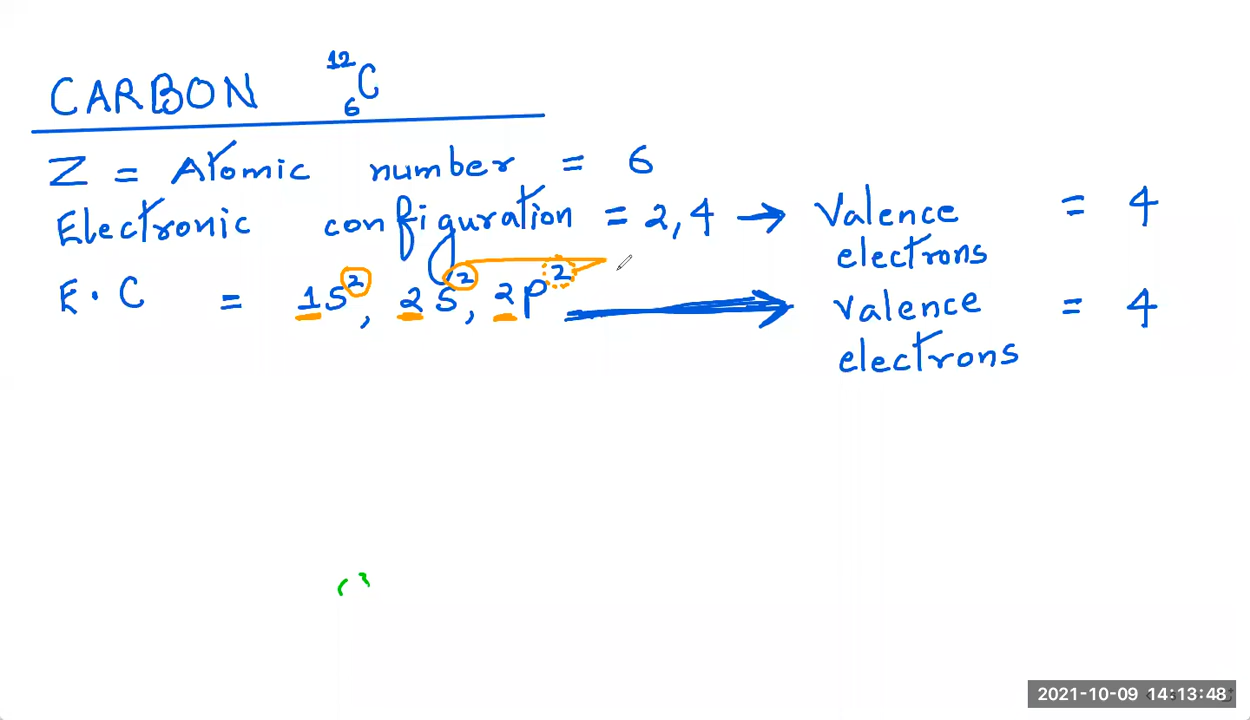 CARBON ¹²₆C
Z = Atomic number = 6
Electronic configuration = 2,4 → Valence electrons = 4
E.C = 1S², 2S², 2P² → valence electrons = 4
2021-10-09 14:13:48